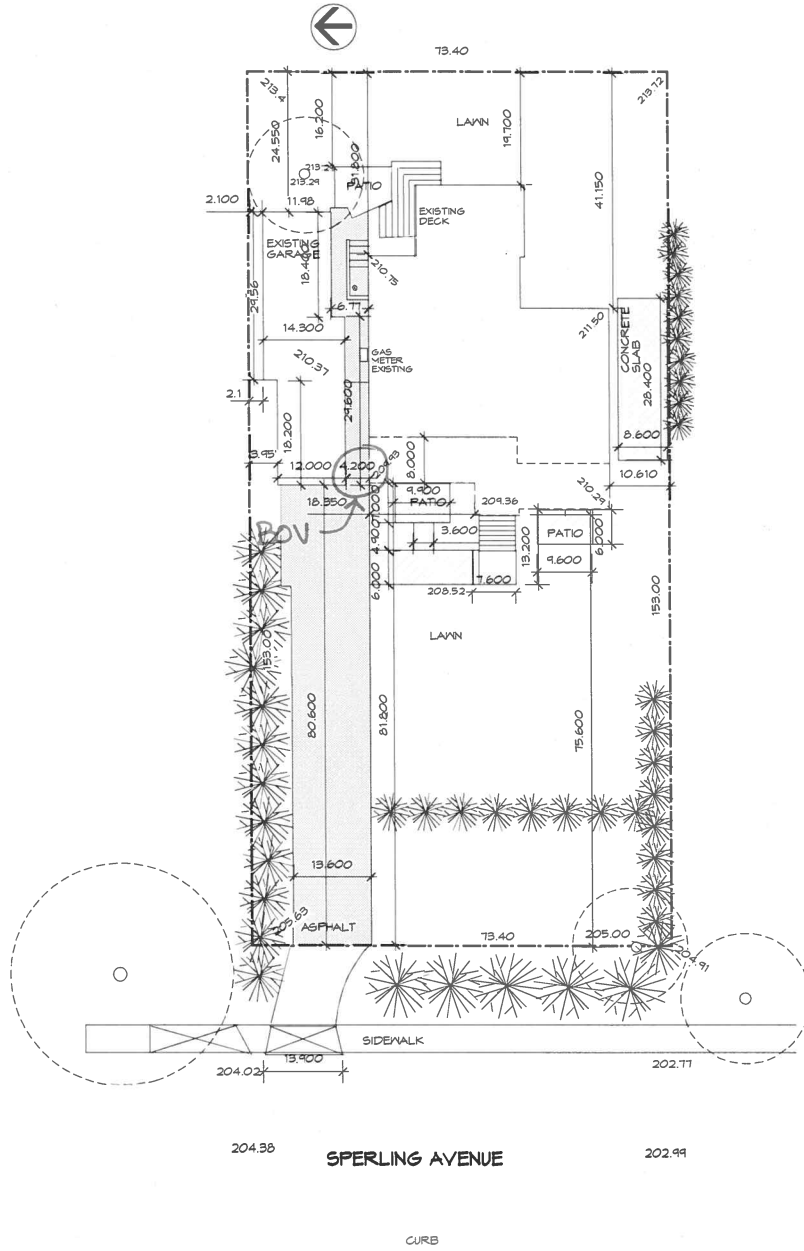 73.40
213.4
213.72
16.200
24.550
31.800
LAWN
19.700
213.29
PATIO
41.150
2.100
11.98
EXISTING
DECK
EXISTING
GARAGE
18.400
210.75
29.56
6.77
14.300
211.50
CONCRETE
SLAB
28.400
210.37
GAS
METER
EXISTING
29.600
2.1
18.200
8.600
8.000
3.95
12.000
4.200
10.610
18.350
9.900
PATIO
209.36
210.29
BOV
4.900
3.600
13.200
PATIO
6.000
9.600
6.000
7.600
208.52
153.00
LAWN
153.00
80.600
81.800
75.600
13.600
205.63
ASPHALT
73.40
205.00
204.91
SIDEWALK
13.900
204.02
202.77
204.38
SPERLING AVENUE
202.99
CURB